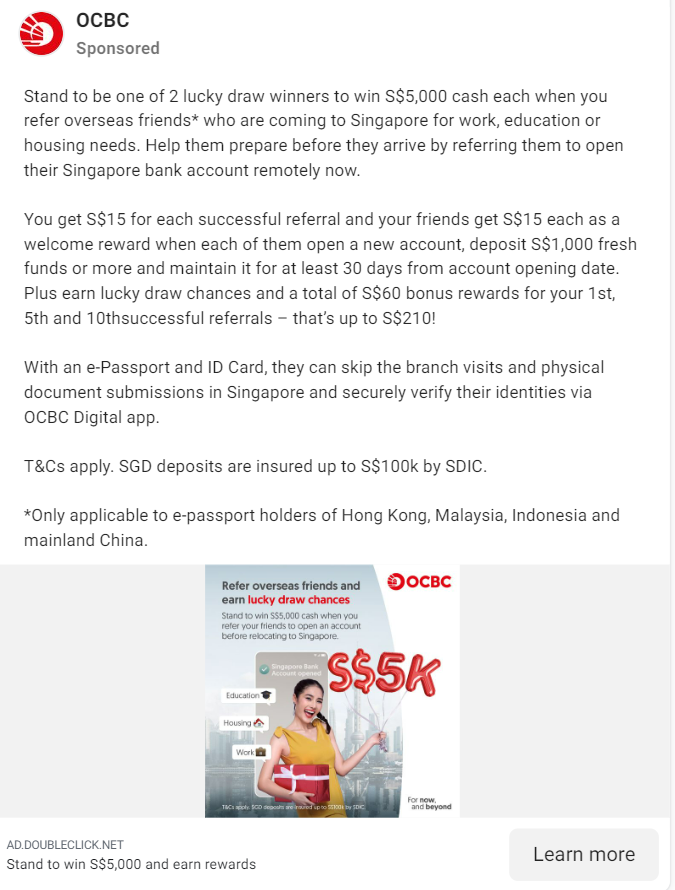 OCBC
Sponsored
Stand to be one of 2 lucky draw winners to win S$5,000 cash each when you
refer overseas friends* who are coming to Singapore for work, education or
housing needs. Help them prepare before they arrive by referring them to open
their Singapore bank account remotely now.
You get S$15 for each successful referral and your friends get S$15 each as a
welcome reward when each of them open a new account, deposit S$1,000 fresh
funds or more and maintain it for at least 30 days from account opening date.
Plus earn lucky draw chances and a total of S$60 bonus rewards for your 1st,
5th and 10thsuccessful referrals – that's up to S$210!
With an e-Passport and ID Card, they can skip the branch visits and physical
document submissions in Singapore and securely verify their identities via
OCBC Digital app.
T&Cs apply. SGD deposits are insured up to S$100k by SDIC.
*Only applicable to e-passport holders of Hong Kong, Malaysia, Indonesia and
mainland China.
OCBC
Refer overseas friends and
earn lucky draw chances
Stand to win S$5,000 cash when you
refer your friends to open an account
before relocating to Singapore.
S$5K
Singapore Bank
Account opened!
Education
Housing
Work
T&Cs apply. SGD deposits are insured up to S$100k by SDIC.
For now,
and beyond
AD.DOUBLECLICK.NET
Stand to win S$5,000 and earn rewards
Learn more